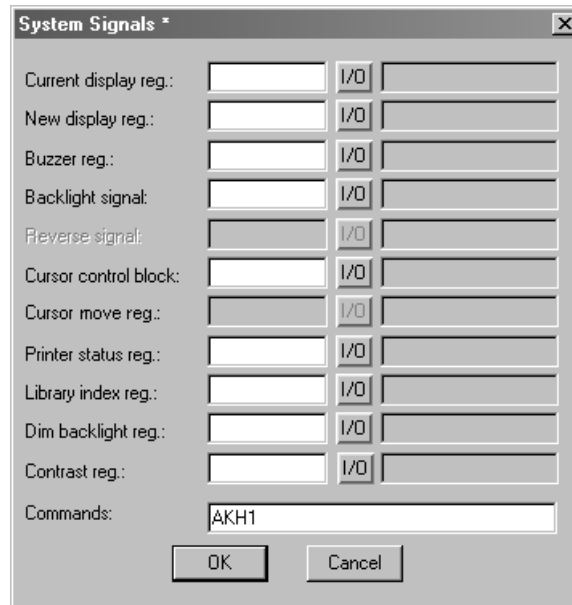 System Signals *
Current display reg.: I/O
New display reg.: I/O
Buzzer reg.: I/O
Backlight signal: I/O
Reverse signal: I/O
Cursor control block: I/O
Cursor move reg.: I/O
Printer status reg.: I/O
Library index reg.: I/O
Dim backlight reg.: I/O
Contrast reg.: I/O
Commands: AKH1
OK Cancel